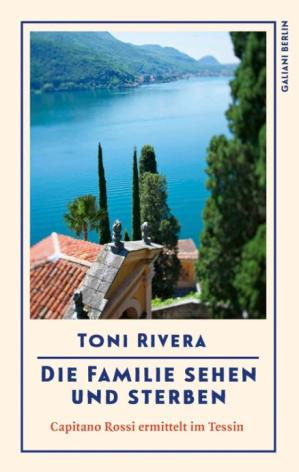 GALIANI BERLIN
TONI RIVERA
DIE FAMILIE SEHEN
UND STERBEN
Capitano Rossi ermittelt im Tessin